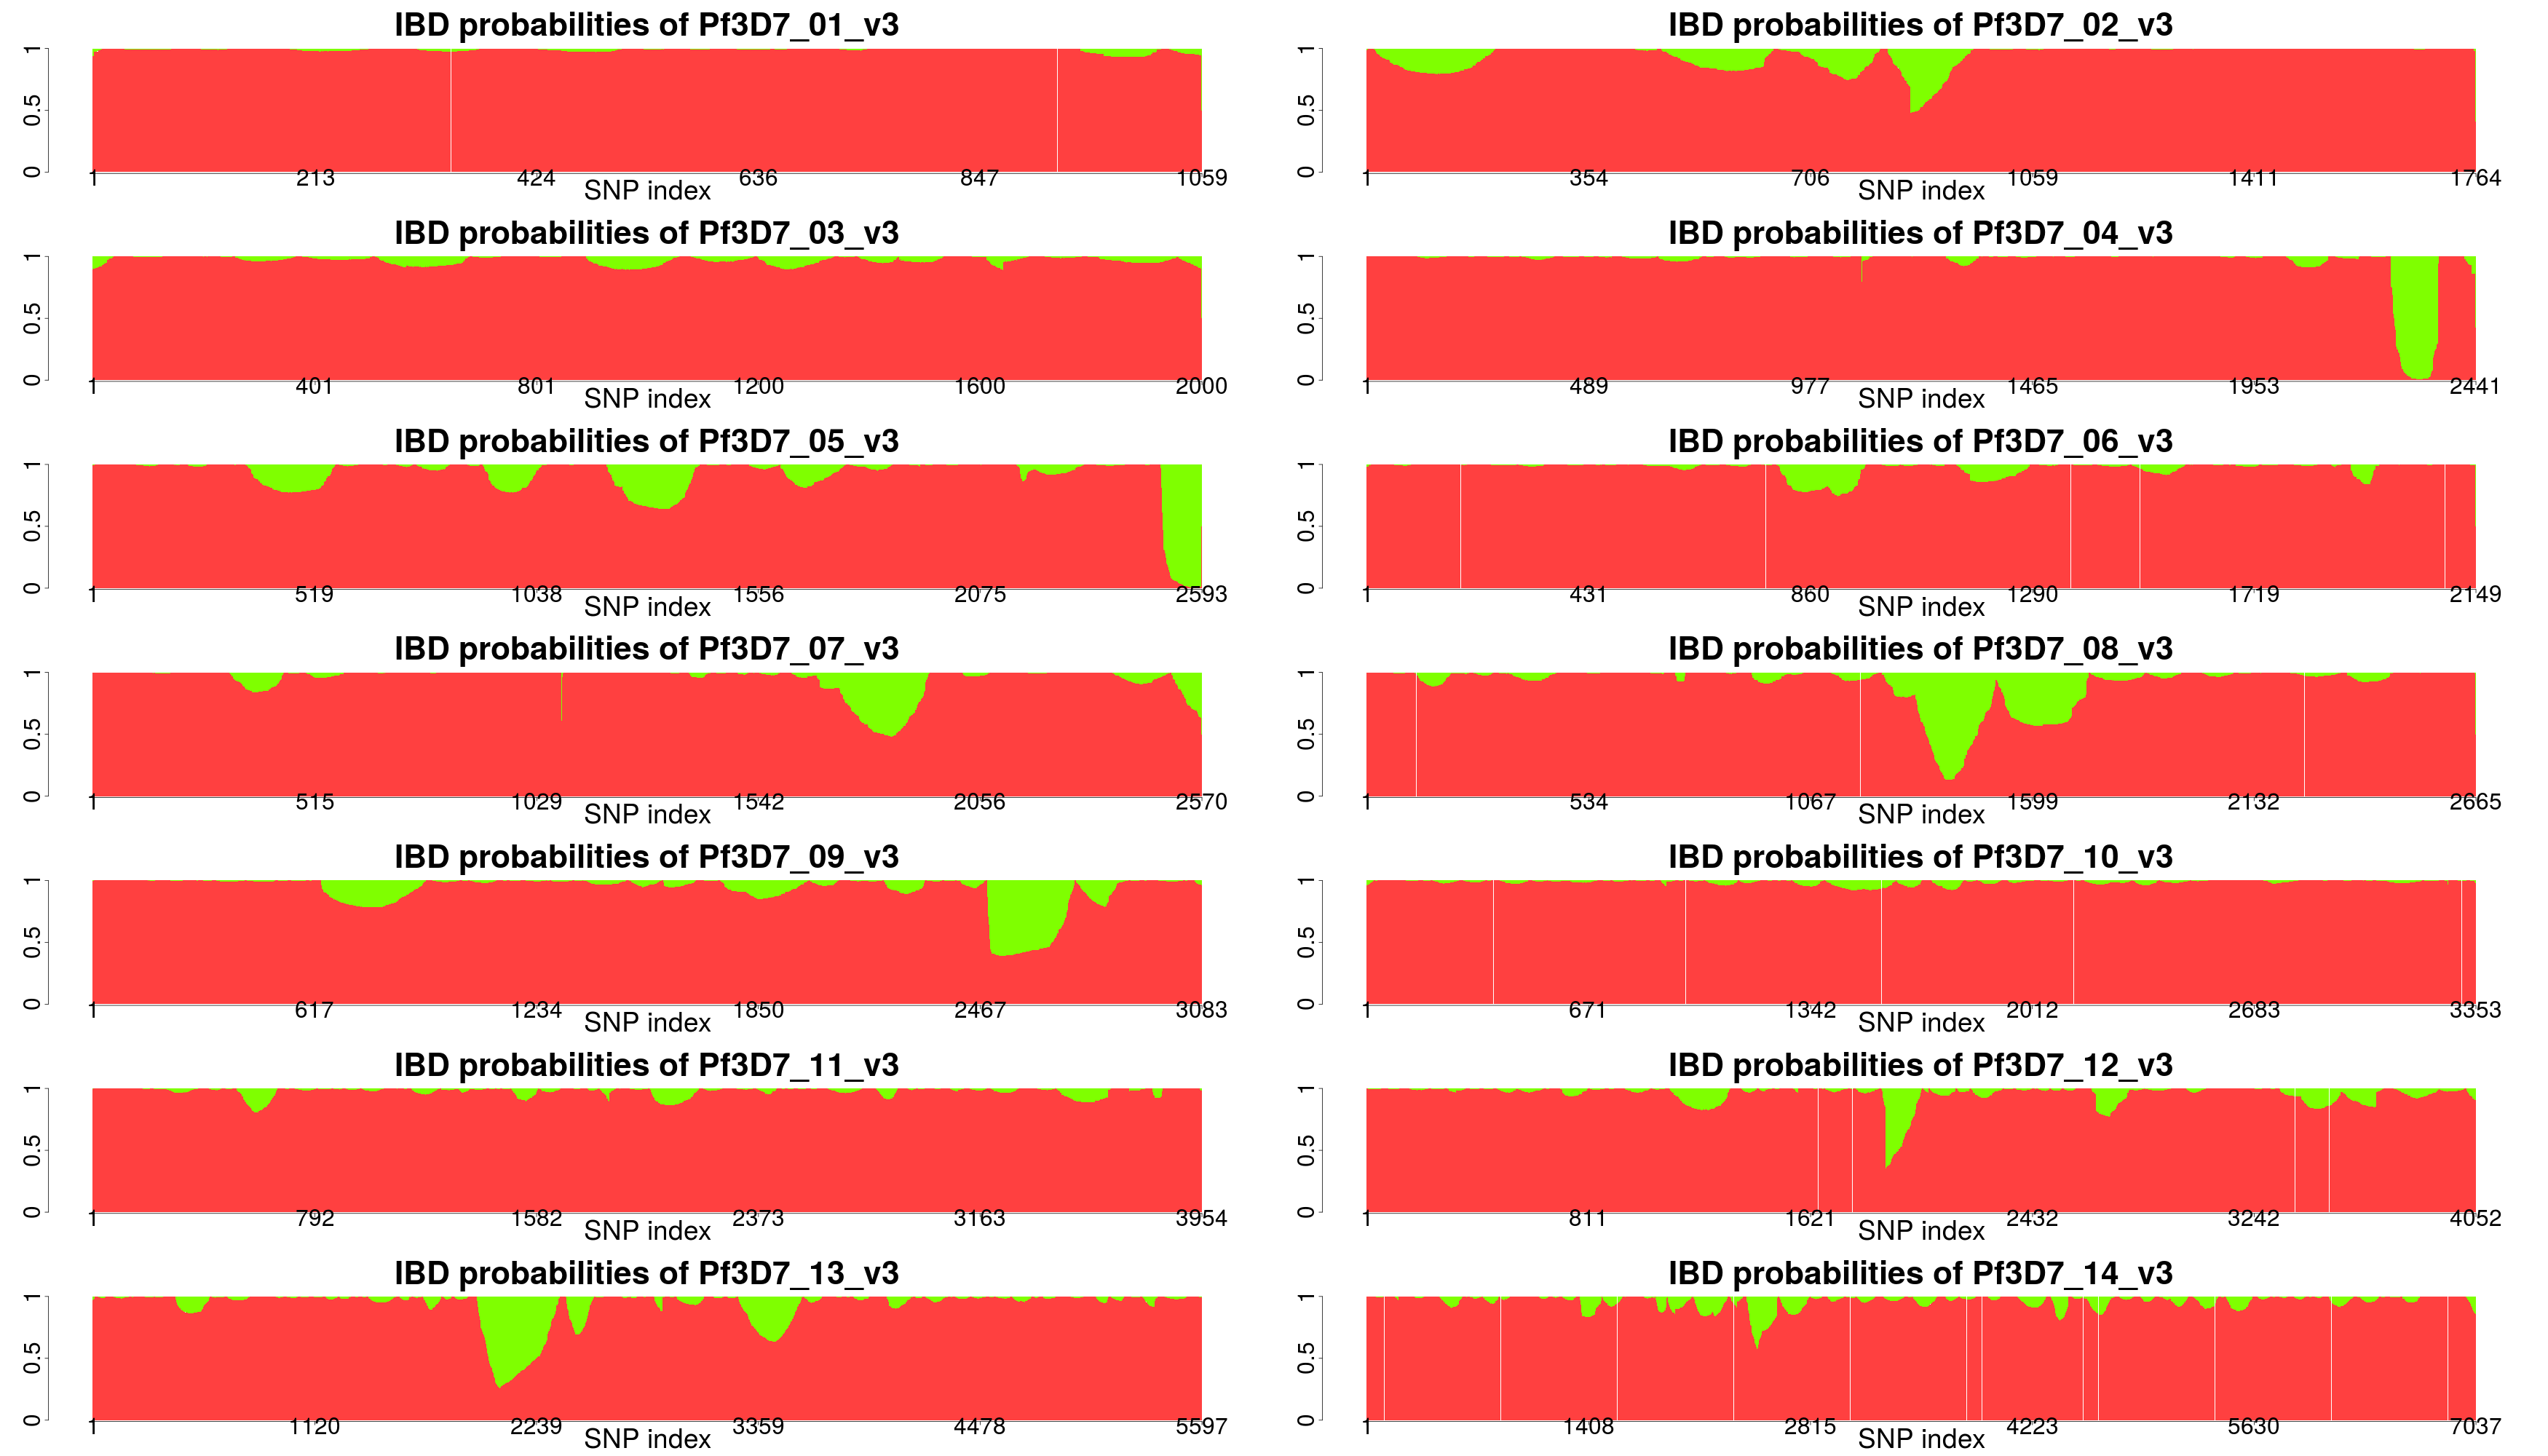 IBD probabilities of Pf3D7_01_v3
0 0.5 1
1 213 424 636 847 1059
SNP index
IBD probabilities of Pf3D7_02_v3
0 0.5 1
1 354 706 1059 1411 1764
SNP index
IBD probabilities of Pf3D7_03_v3
0 0.5 1
1 401 801 1200 1600 2000
SNP index
IBD probabilities of Pf3D7_04_v3
0 0.5 1
1 489 977 1465 1953 2441
SNP index
IBD probabilities of Pf3D7_05_v3
0 0.5 1
1 519 1038 1556 2075 2593
SNP index
IBD probabilities of Pf3D7_06_v3
0 0.5 1
1 431 860 1290 1719 2149
SNP index
IBD probabilities of Pf3D7_07_v3
0 0.5 1
1 515 1029 1542 2056 2570
SNP index
IBD probabilities of Pf3D7_08_v3
0 0.5 1
1 534 1067 1599 2132 2665
SNP index
IBD probabilities of Pf3D7_09_v3
0 0.5 1
1 617 1234 1850 2467 3083
SNP index
IBD probabilities of Pf3D7_10_v3
0 0.5 1
1 671 1342 2012 2683 3353
SNP index
IBD probabilities of Pf3D7_11_v3
0 0.5 1
1 792 1582 2373 3163 3954
SNP index
IBD probabilities of Pf3D7_12_v3
0 0.5 1
1 811 1621 2432 3242 4052
SNP index
IBD probabilities of Pf3D7_13_v3
0 0.5 1
1 1120 2239 3359 4478 5597
SNP index
IBD probabilities of Pf3D7_14_v3
0 0.5 1
1 1408 2815 4223 5630 7037
SNP index